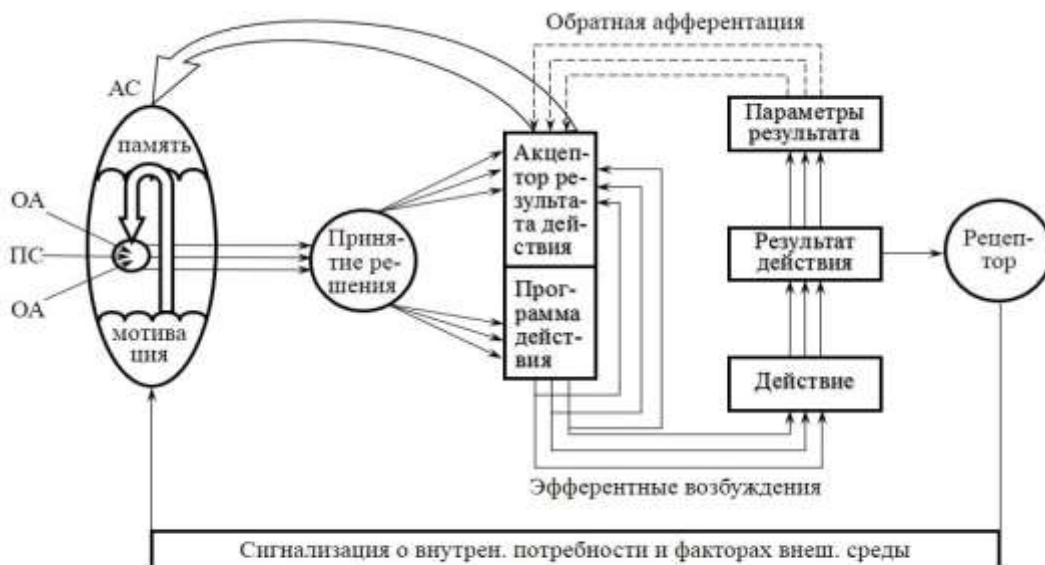 Обратная афферентация
АС
память
ОА
ПС
ОА
мотива
ция
Приня-
тие ре-
шения
Акцеп-
тор ре-
зульта-
та дей-
ствия
Прог-
рамма
дейст-
вия
Параметры
результата
Результат
действия
Действие
Рецеп-
тор
Эфферентные возбуждения
Сигнализация о внутрен. потребности и факторах внеш. среды